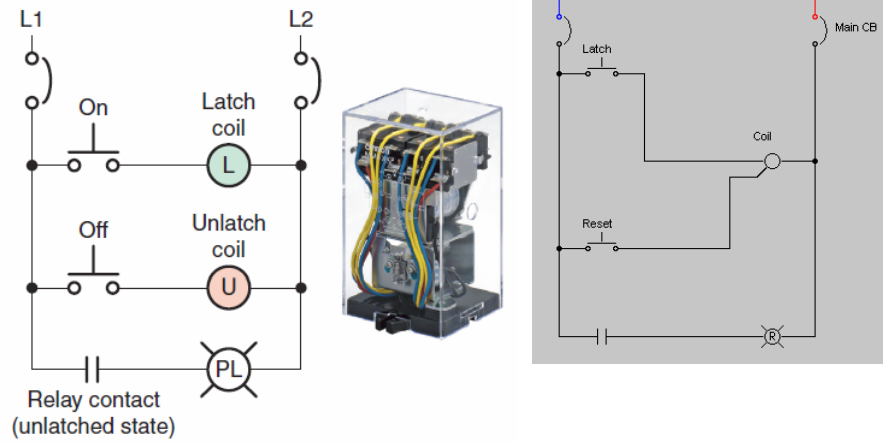 L1
L2
On
Latch
coil
L
Off
Unlatch
coil
U
PL
Relay contact
(unlatched state)
Main CB
Latch
Coil
Reset
R